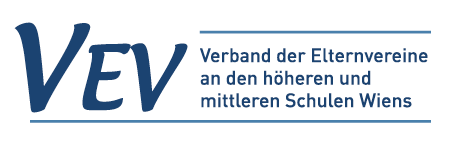 VEV
Verband der Elternvereine
an den höheren und
mittleren Schulen Wiens